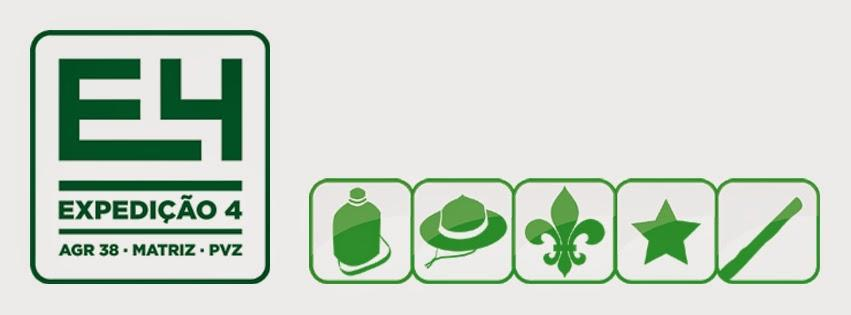 E4
EXPEDIÇÃO 4
AGR 38 · MATRIZ · PVZ